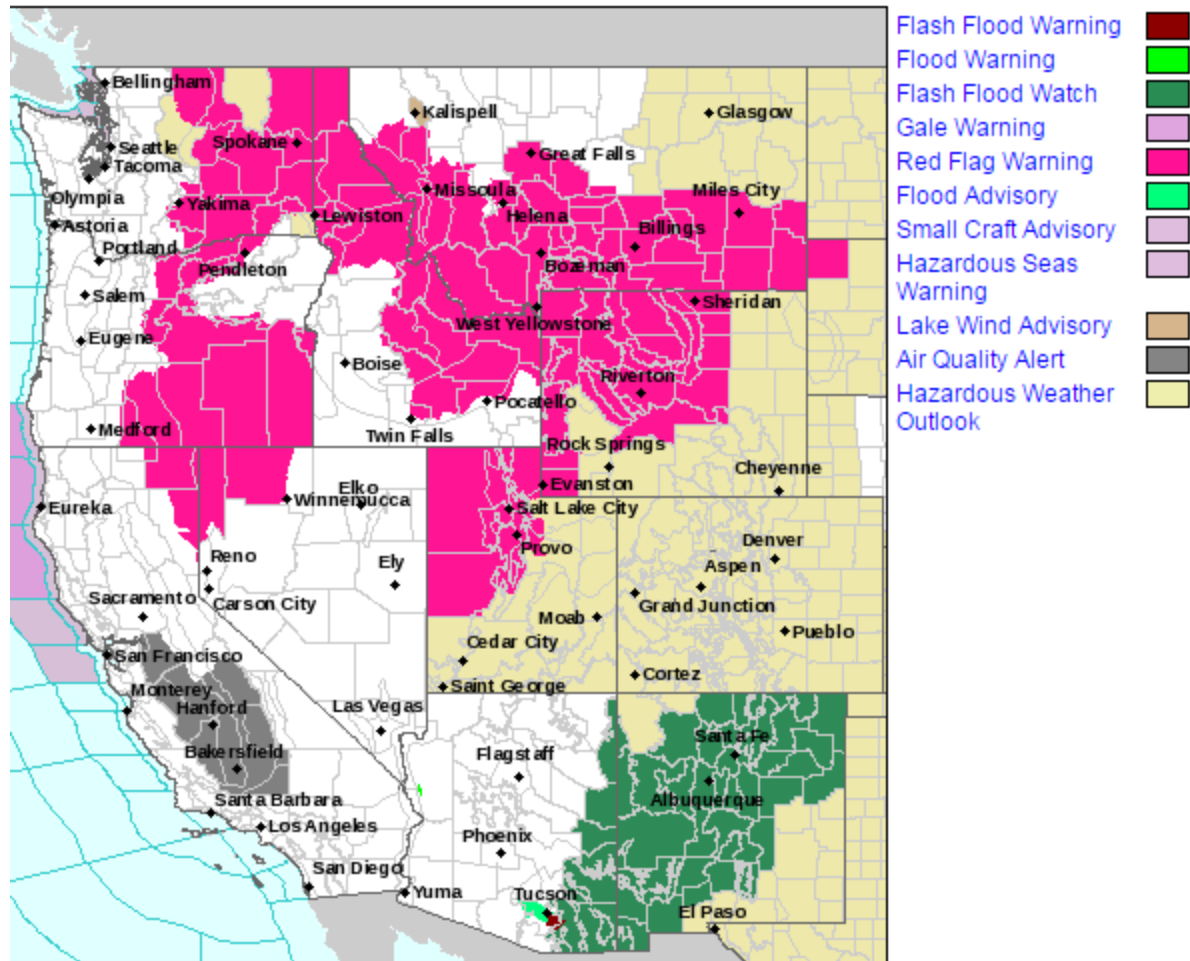 Bellingham
Kalispell
Glasgow
Seattle
Spokane
Tacoma
Great Falls
Olympia
Yakima
Missoula
Miles City
Astoria
Lewiston
Helena
Billings
Portland
Pendleton
Bozeman
Salem
Sheridan
Eugene
West Yellowstone
Boise
Riverton
Pocatello
Medford
Twin Falls
Rock Springs
Cheyenne
Evanston
Elko
Winnemucca
Eureka
Salt Lake City
Provo
Denver
Reno
Ely
Aspen
Sacramento
Carson City
Grand Junction
Moab
Pueblo
San Francisco
Cedar City
Cortez
Monterey
Saint George
Hanford
Las Vegas
Bakersfield
Flagstaff
Santa Fe
Santa Barbara
Albuquerque
Los Angeles
Phoenix
San Diego
Yuma
Tucson
El Paso
Flash Flood Warning
Flood Warning
Flash Flood Watch
Gale Warning
Red Flag Warning
Flood Advisory
Small Craft Advisory
Hazardous Seas
Warning
Lake Wind Advisory
Air Quality Alert
Hazardous Weather
Outlook